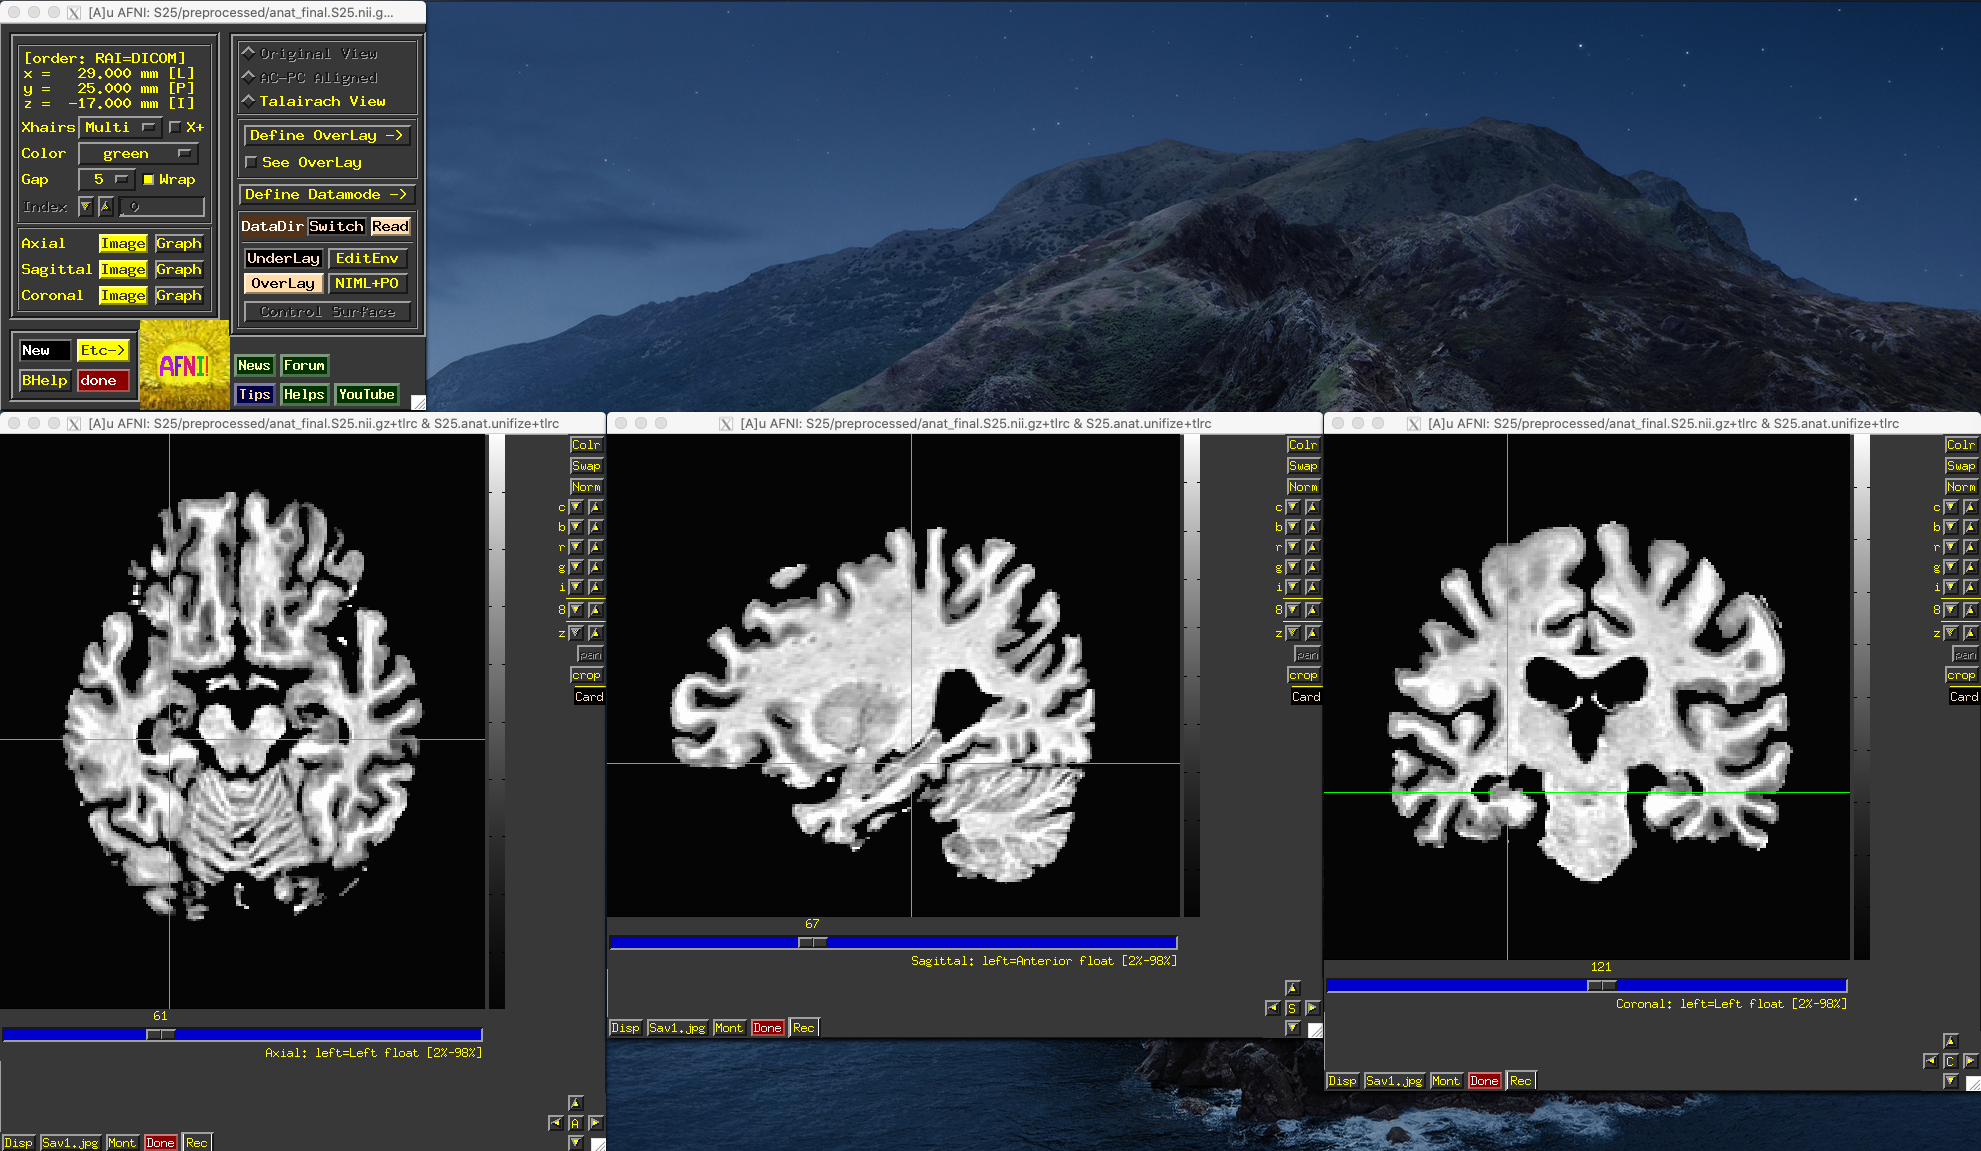 [A]u AFNI: S25/preprocessed/anat_final.S25.nii.g...
[order: RAI=DICOM]
x = 29.000 mm [L]
y = 25.000 mm [P]
z = -17.000 mm [I]
Xhairs Multi X+
Color green
Gap 5 Wrap
Index 0
Axial Image Graph
Sagittal Image Graph
Coronal Image Graph
New Etc->
BHelp done
AFNI!
Original View
AC-PC Aligned
Talairach View
Define OverLay ->
See OverLay
Define Datamode ->
DataDir Switch Read
UnderLay EditEnv
OverLay NIML+PO
Control Surface
News Forum
Tips Helps YouTube
[A]u AFNI: S25/preprocessed/anat_final.S25.nii.gz+tlrc & S25.anat.unifize+tlrc
Colr
Swap
Norm
c
b
r
g
i
8
z
pan
crop
Card
61
Axial: left=Left float [2%-98%]
A
Disp Sav1.jpg Mont Done Rec
[A]u AFNI: S25/preprocessed/anat_final.S25.nii.gz+tlrc & S25.anat.unifize+tlrc
Colr
Swap
Norm
c
b
r
g
i
8
z
pan
crop
Card
67
Sagittal: left=Anterior float [2%-98%]
S
Disp Sav1.jpg Mont Done Rec
[A]u AFNI: S25/preprocessed/anat_final.S25.nii.gz+tlrc & S25.anat.unifize+tlrc
Colr
Swap
Norm
c
b
r
g
i
8
z
pan
crop
Card
121
Coronal: left=Left float [2%-98%]
C
Disp Sav1.jpg Mont Done Rec